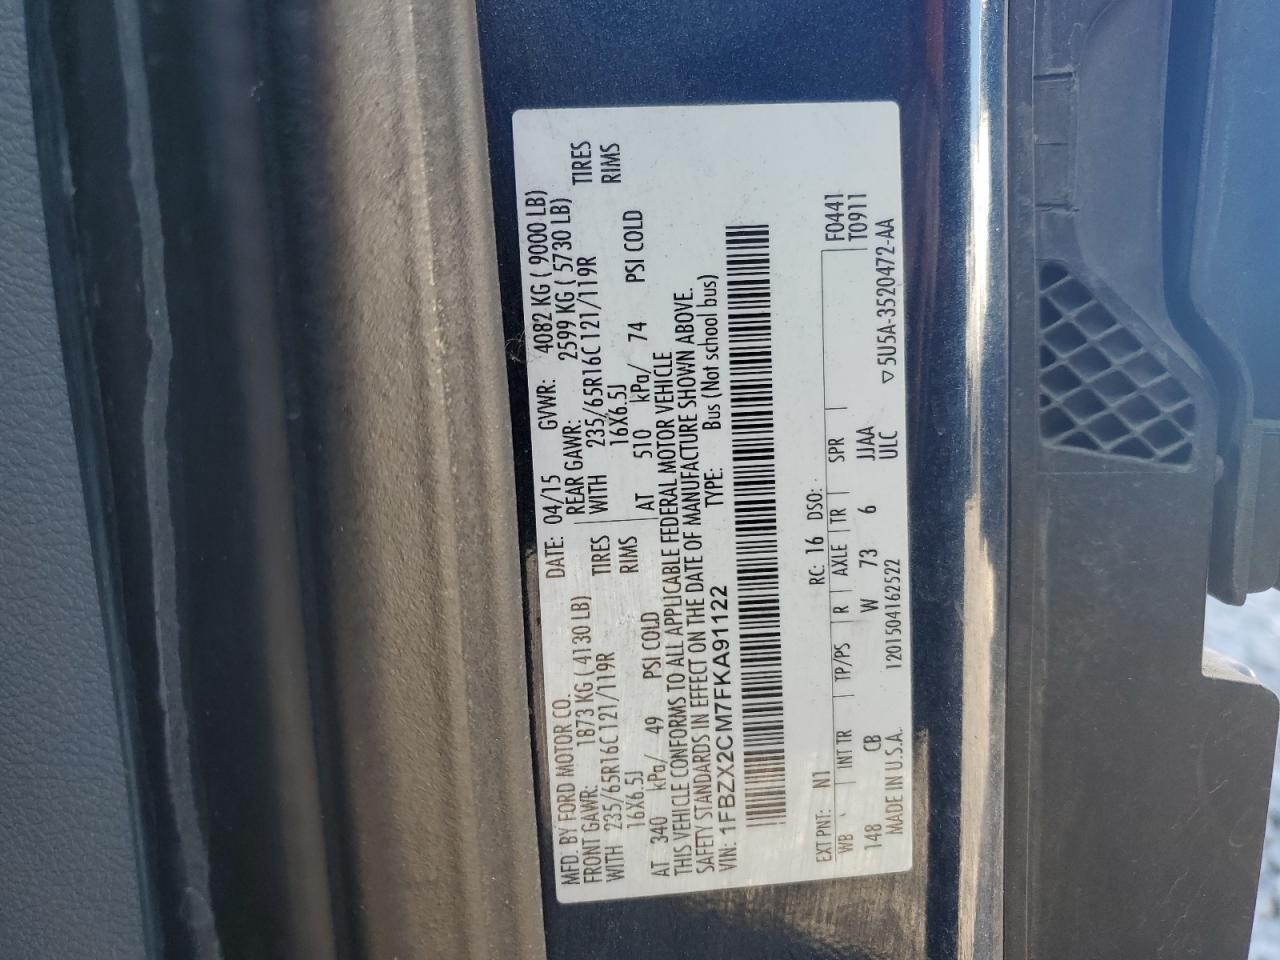 MFD. BY FORD MOTOR CO. DATE: 04/15 GVWR: 4082 KG ( 9000 LB)
FRONT GAWR: 1873 KG ( 4130 LB) REAR GAWR: 2599 KG ( 5730 LB)
WITH 235/65R16C 121/119R TIRES WITH 235/65R16C 121/119R TIRES
16X6.5J RIMS 16X6.5J RIMS
AT 340 kPa/ 49 PSI COLD AT 510 kPa/ 74 PSI COLD
THIS VEHICLE CONFORMS TO ALL APPLICABLE FEDERAL MOTOR VEHICLE
SAFETY STANDARDS IN EFFECT ON THE DATE OF MANUFACTURE SHOWN ABOVE.
VIN: 1FBZX2CM7FKA91122 TYPE: Bus (Not school bus)
EXT PNT: N1 RC: 16 DSO:
WB INT TR TP/PS R AXLE TR SPR F0441
148 CB W 73 6 JJAA T0911
MADE IN U.S.A. 1201504162522 ULC ▽5U5A-3520472-AA